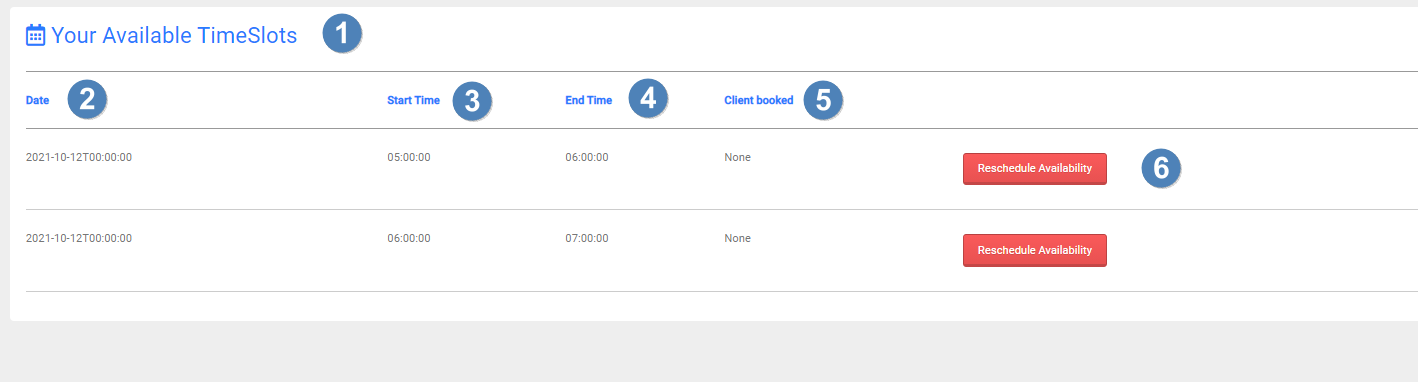 Your Available TimeSlots 1
Date 2 Start Time 3 End Time 4 Client booked 5
2021-10-12T00:00:00 05:00:00 06:00:00 None Reschedule Availability 6
2021-10-12T00:00:00 06:00:00 07:00:00 None Reschedule Availability